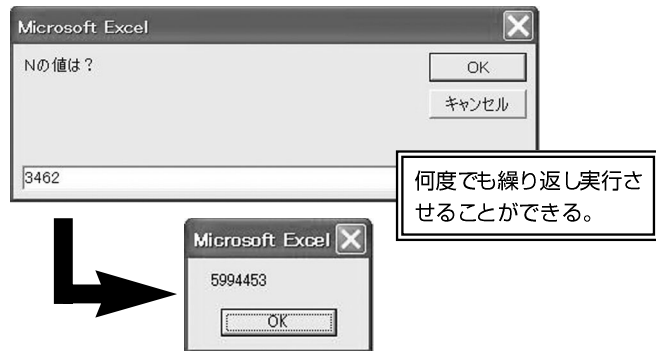 Microsoft Excel
Nの値は？
OK
キャンセル
3462
何度でも繰り返し実行さ
せることができる。
Microsoft Excel
5994453
OK